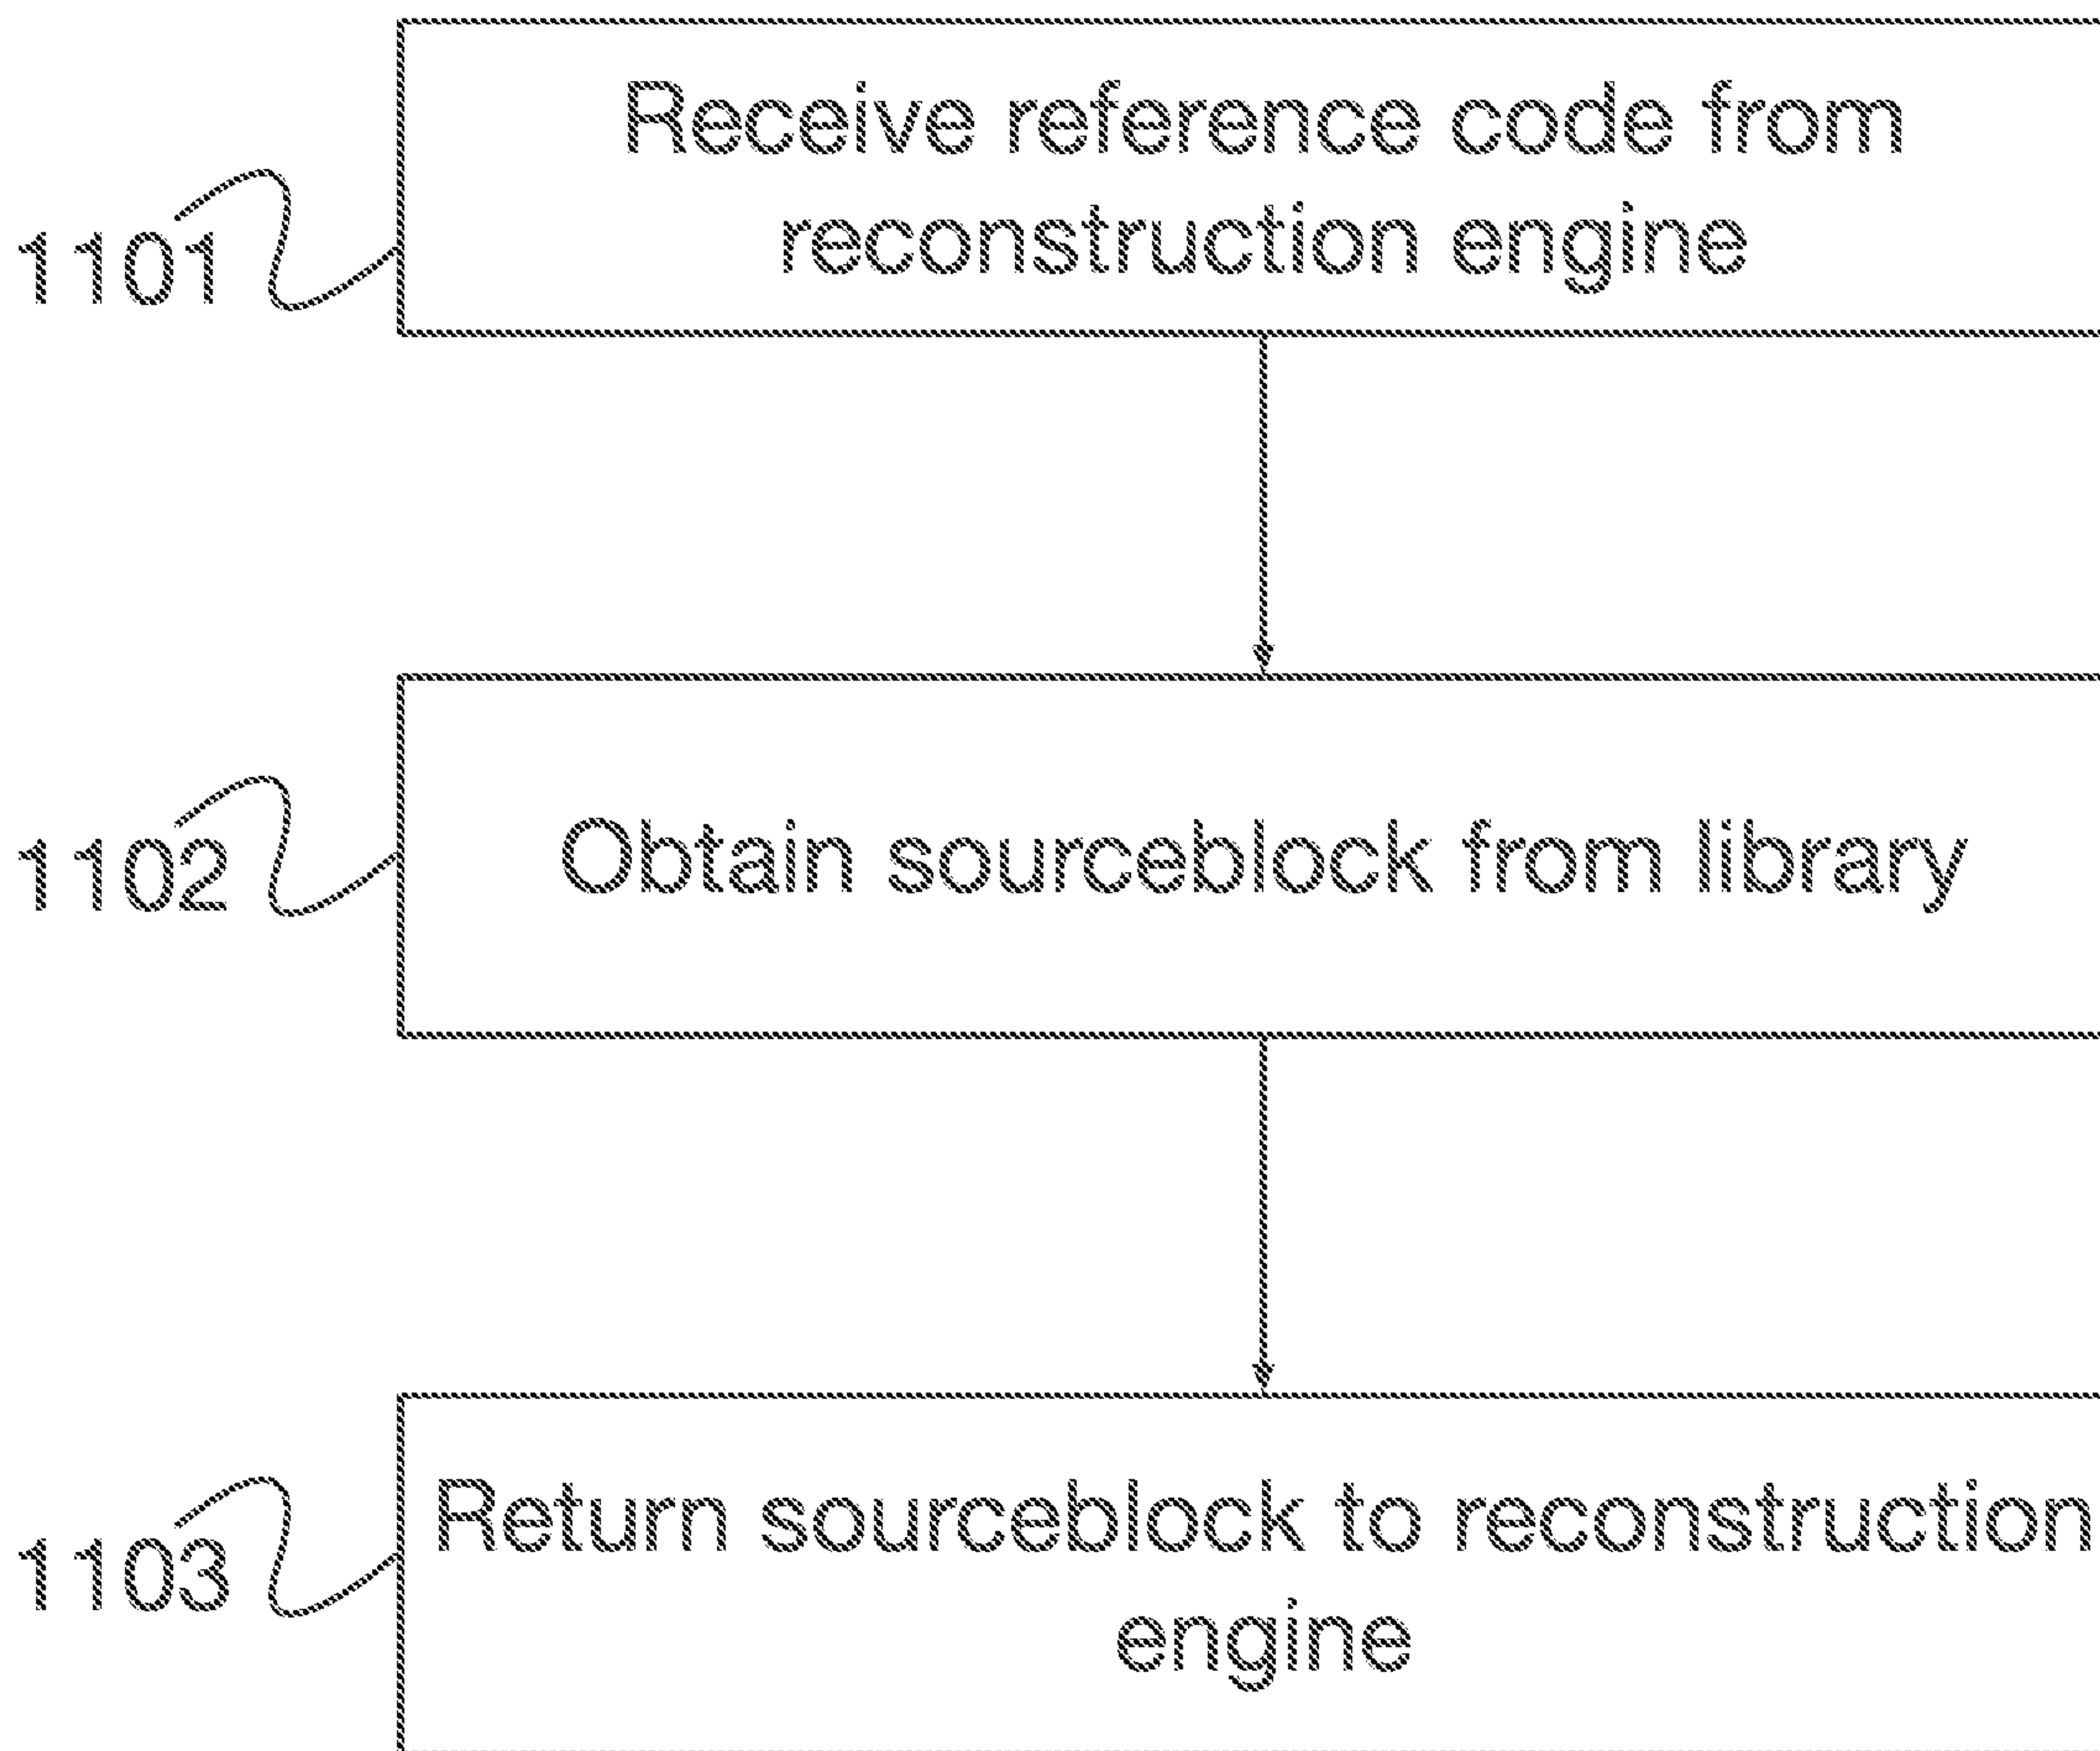 Receive reference code from
reconstruction engine
1101
Obtain sourceblock from library
1102
Return sourceblock to reconstruction
engine
1103